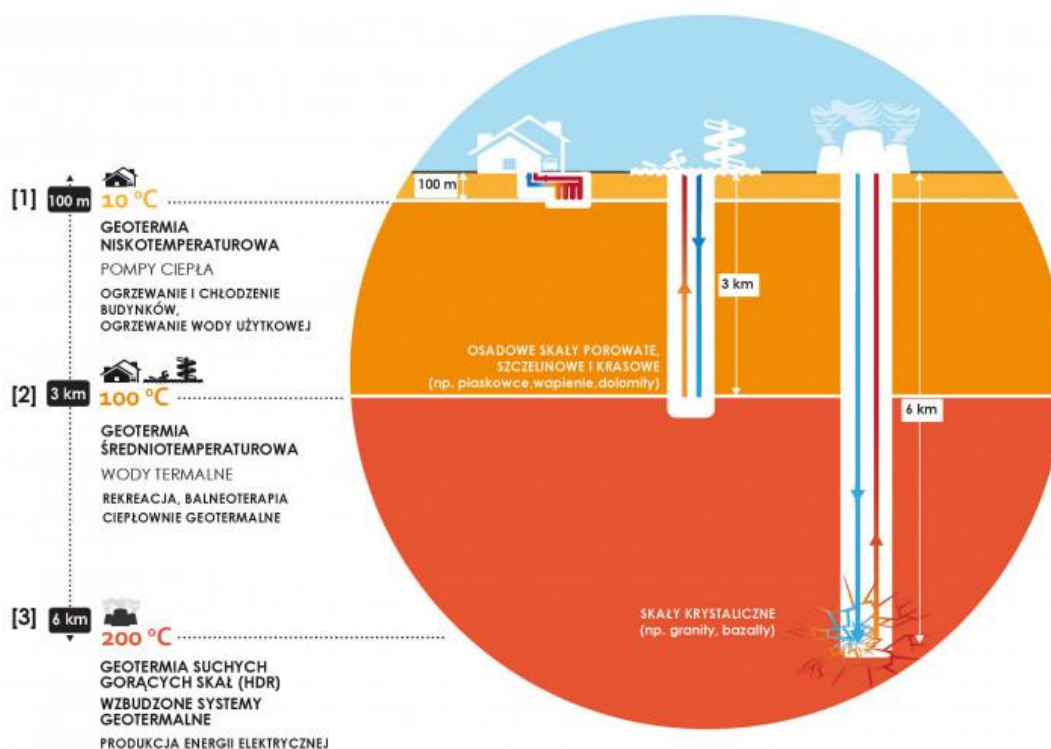 [1] 100 m 10 °C
GEOTERMIA
NISKOTEMPERATUROWA
POMPY CIEPŁA
OGRZEWANIE I CHŁODZENIE
BUDYNKÓW,
OGRZEWANIE WODY UŻYTKOWEJ
[2] 3 km 100 °C
GEOTERMIA
ŚREDNIOTEMPERATUROWA
WODY TERMALNE
REKREACJA, BALNEOTERAPIA
CIEPŁOWNIE GEOTERMALNE
[3] 6 km 200 °C
GEOTERMIA SUCHYCH
GORĄCYCH SKAŁ (HDR)
WZBUDZONE SYSTEMY
GEOTERMALNE
PRODUKCJA ENERGII ELEKTRYCZNEJ
100 m
3 km
OSADOWE SKAŁY POROWATE,
SZCZELINOWE I KRASOWE
(np. piaskowce,wapienie,dolomity)
6 km
SKAŁY KRYSTALICZNE
(np. granity, bazalty)